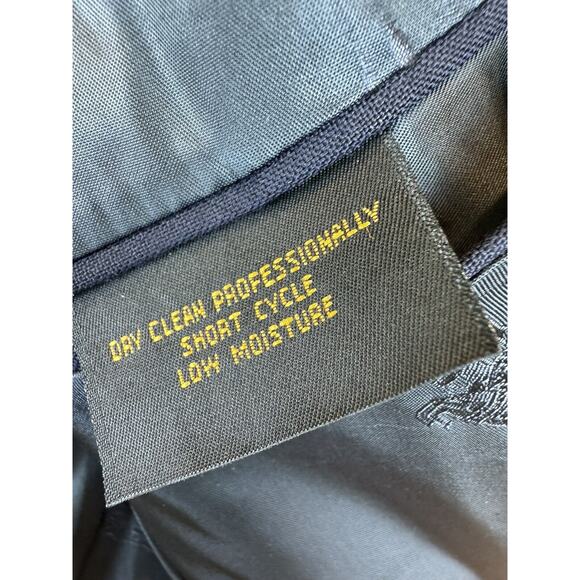 DRY CLEAN PROFESSIONALLY
SHORT CYCLE
LOW MOISTURE